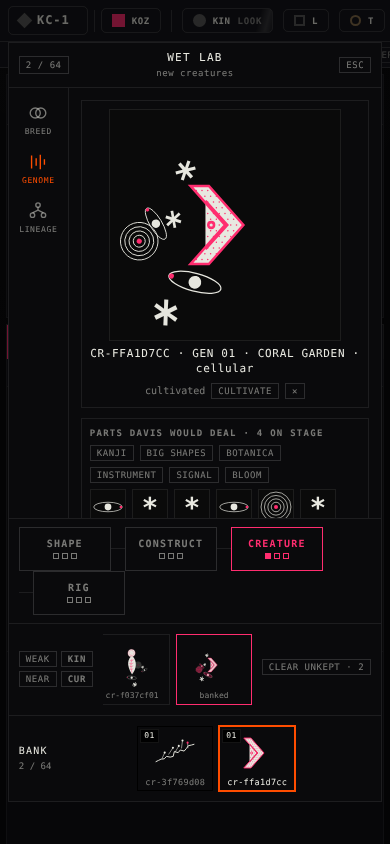 KC-1
KOZ
KIN LOOK
L
T
2 / 64
WET LAB
new creatures
ESC
BREED
GENOME
LINEAGE
CR-FFA1D7CC · GEN 01 · CORAL GARDEN ·
cellular
cultivated CULTIVATE ×
PARTS DAVIS WOULD DEAL · 4 ON STAGE
KANJI BIG SHAPES BOTANICA
INSTRUMENT SIGNAL BLOOM
SHAPE CONSTRUCT CREATURE
RIG
WEAK KIN
NEAR CUR
cr-f037cf01
banked
CLEAR UNKEPT · 2
BANK
2 / 64
01
cr-3f769d08
01
cr-ffa1d7cc